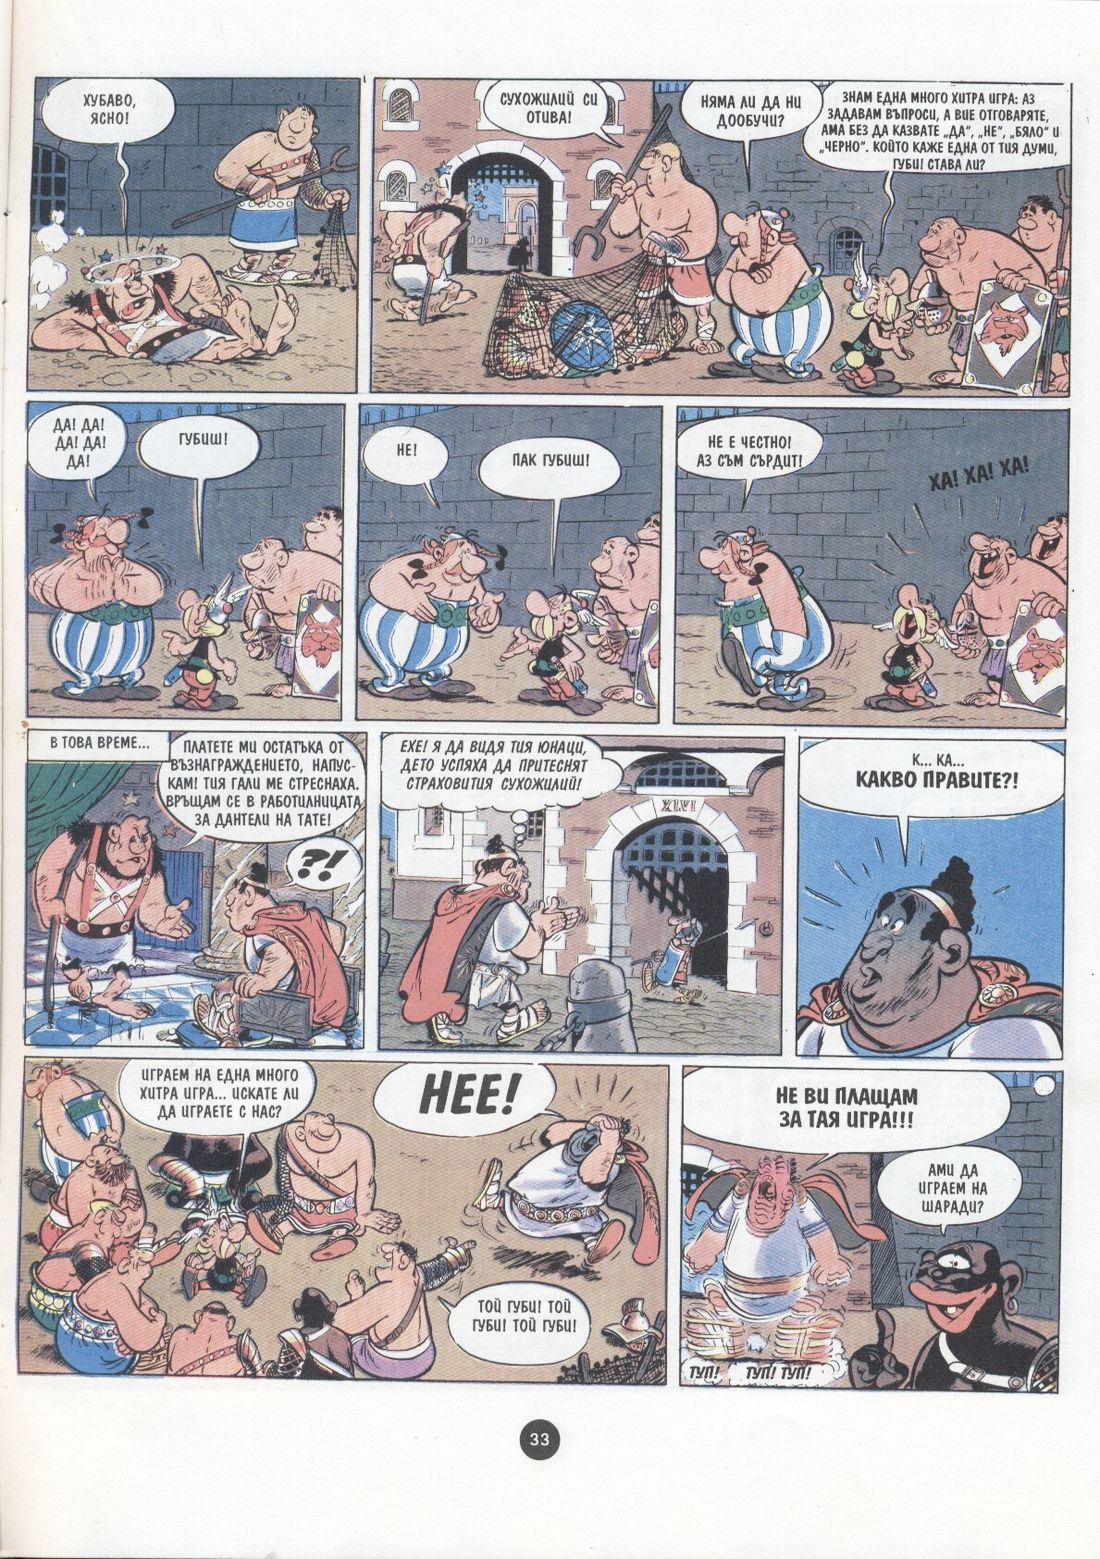 ХУБАВО,
ЯСНО!
СУХОЖИЛИЙ СИ
ОТИВА!
НЯМА ЛИ ДА НИ
ДООБУЧИ?
ЗНАМ ЕДНА МНОГО ХИТРА ИГРА: АЗ
ЗАДАВАМ ВЪПРОСИ, А ВИЕ ОТГОВАРЯТЕ,
АМА БЕЗ ДА КАЗВАТЕ „ДА", „НЕ", „БЯЛО" И
„ЧЕРНО". КОЙТО КАЖЕ ЕДНА ОТ ТИЯ ДУМИ,
ГУБИ! СТАВА ЛИ?
ДА! ДА!
ДА! ДА!
ДА!
ГУБИШ!
НЕ!
ПАК ГУБИШ!
НЕ Е ЧЕСТНО!
АЗ СЪМ СЪРДИТ!
ХА! ХА! ХА!
В ТОВА ВРЕМЕ...
ПЛАТЕТЕ МИ ОСТАТЪКА ОТ
ВЪЗНАГРАЖДЕНИЕТО, НАПУС-
КАМ! ТИЯ ГАЛИ МЕ СТРЕСНАХА.
ВРЪЩАМ СЕ В РАБОТИЛНИЦАТА
ЗА ДАНТЕЛИ НА ТАТЕ!
?!
ЕХЕ! Я ДА ВИДЯ ТИЯ ЮНАЦИ,
ДЕТО УСПЯХА ДА ПРИТЕСНЯТ
СТРАХОВИТИЯ СУХОЖИЛИЙ!
XLVI
К... КА...
КАКВО ПРАВИТЕ?!
ИГРАЕМ НА ЕДНА МНОГО
ХИТРА ИГРА... ИСКАТЕ ЛИ
ДА ИГРАЕТЕ С НАС?
НЕЕ!
ТОЙ ГУБИ! ТОЙ
ГУБИ! ТОЙ ГУБИ!
НЕ ВИ ПЛАЩАМ
ЗА ТАЯ ИГРА!!!
АМИ ДА
ИГРАЕМ НА
ШАРАДИ?
ТУП! ТУП! ТУП!
33